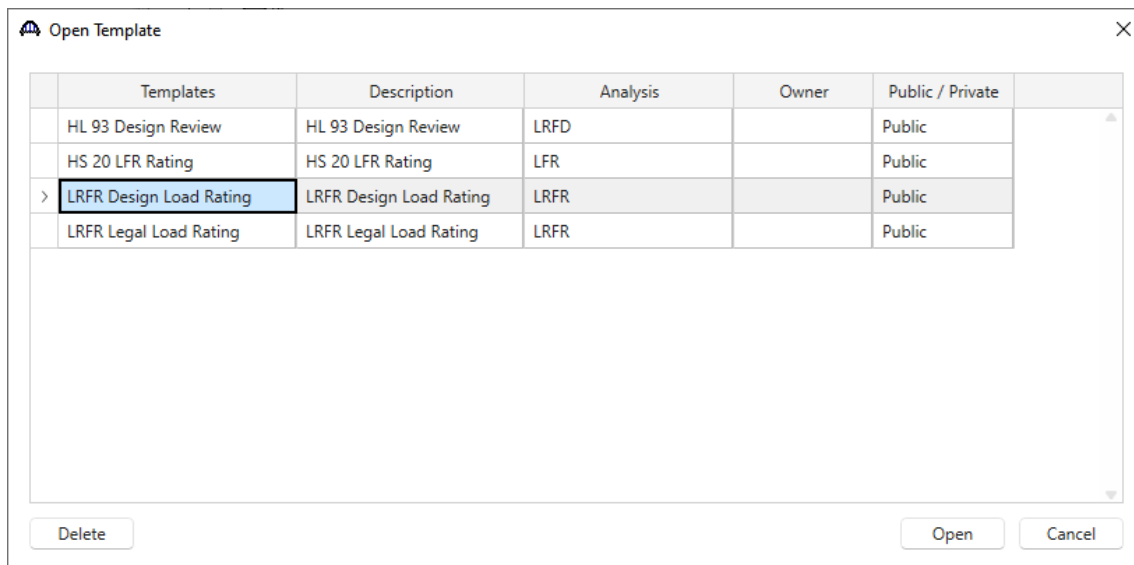 Open Template
Templates Description Analysis Owner Public / Private
HL 93 Design Review HL 93 Design Review LRFD Public
HS 20 LFR Rating HS 20 LFR Rating LFR Public
LRFR Design Load Rating LRFR Design Load Rating LRFR Public
LRFR Legal Load Rating LRFR Legal Load Rating LRFR Public
Delete Open Cancel